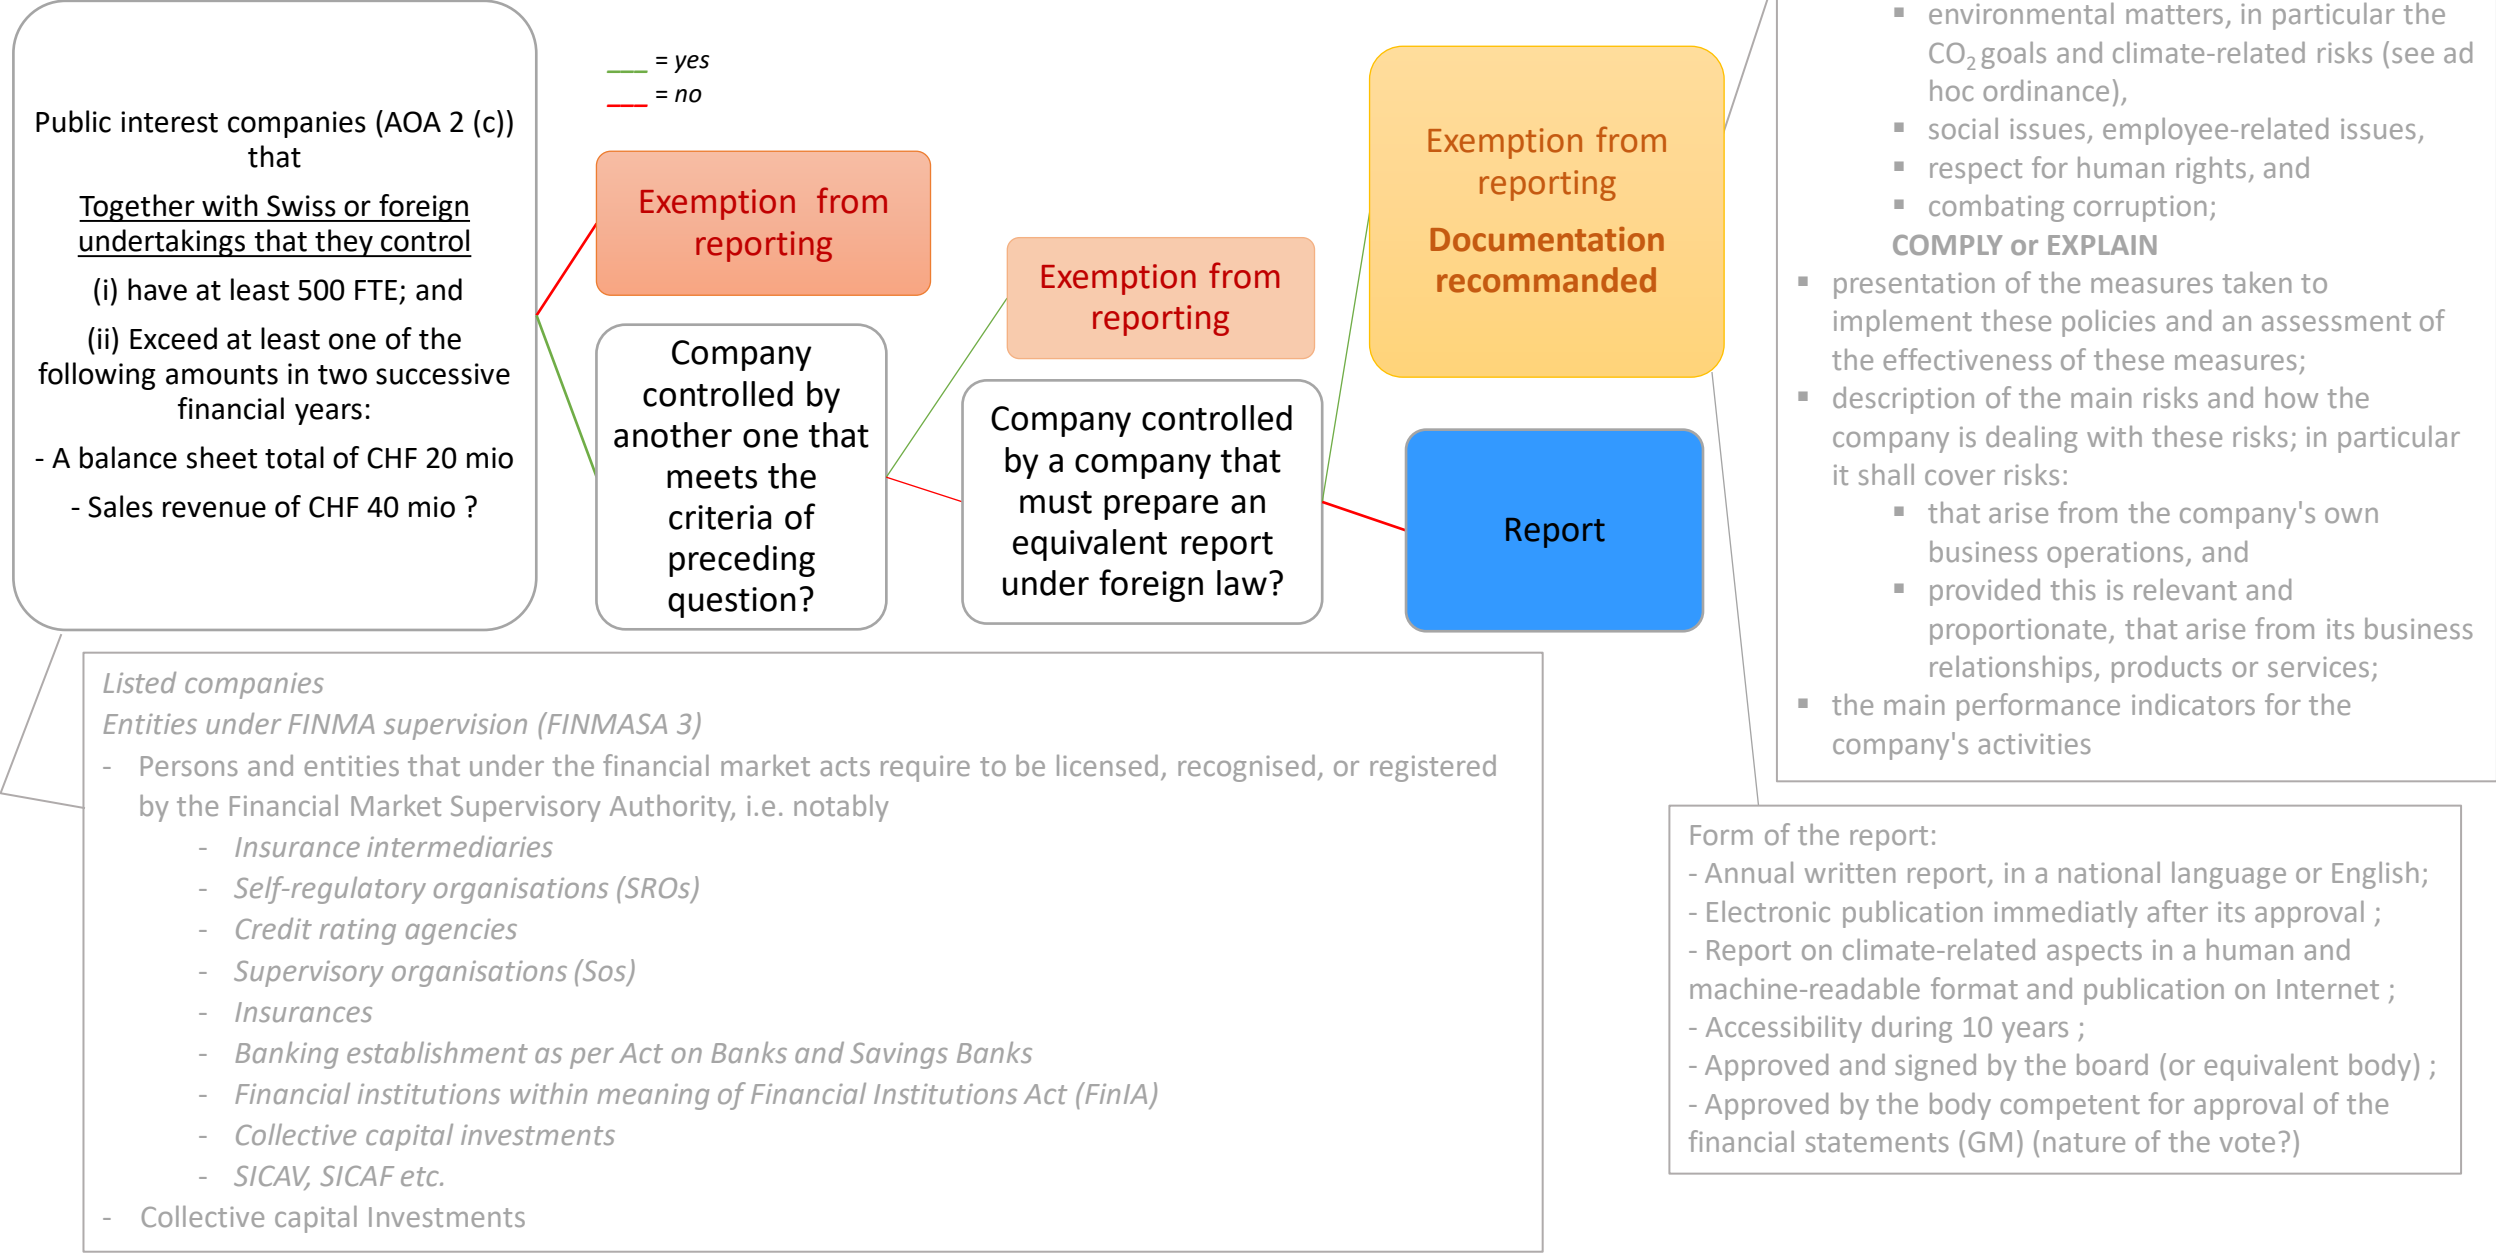 Public interest companies (AOA 2 (c))
that
Together with Swiss or foreign
undertakings that they control
(i) have at least 500 FTE; and
(ii) Exceed at least one of the
following amounts in two successive
financial years:
- A balance sheet total of CHF 20 mio
- Sales revenue of CHF 40 mio ?
___ = yes
___ = no
Exemption from
reporting
Company
controlled by
another one that
meets the
criteria of
preceding
question?
Exemption from
reporting
Company controlled
by a company that
must prepare an
equivalent report
under foreign law?
Exemption from
reporting
Documentation
recommanded
Report
▪ environmental matters, in particular the
CO₂ goals and climate-related risks (see ad
hoc ordinance),
▪ social issues, employee-related issues,
▪ respect for human rights, and
▪ combating corruption;
COMPLY or EXPLAIN
▪ presentation of the measures taken to
implement these policies and an assessment of
the effectiveness of these measures;
▪ description of the main risks and how the
company is dealing with these risks; in particular
it shall cover risks:
▪ that arise from the company's own
business operations, and
▪ provided this is relevant and
proportionate, that arise from its business
relationships, products or services;
▪ the main performance indicators for the
company's activities
Listed companies
Entities under FINMA supervision (FINMASA 3)
- Persons and entities that under the financial market acts require to be licensed, recognised, or registered
by the Financial Market Supervisory Authority, i.e. notably
- Insurance intermediaries
- Self-regulatory organisations (SROs)
- Credit rating agencies
- Supervisory organisations (Sos)
- Insurances
- Banking establishment as per Act on Banks and Savings Banks
- Financial institutions within meaning of Financial Institutions Act (FinIA)
- Collective capital investments
- SICAV, SICAF etc.
- Collective capital Investments
Form of the report:
- Annual written report, in a national language or English;
- Electronic publication immediatly after its approval ;
- Report on climate-related aspects in a human and
machine-readable format and publication on Internet ;
- Accessibility during 10 years ;
- Approved and signed by the board (or equivalent body) ;
- Approved by the body competent for approval of the
financial statements (GM) (nature of the vote?)